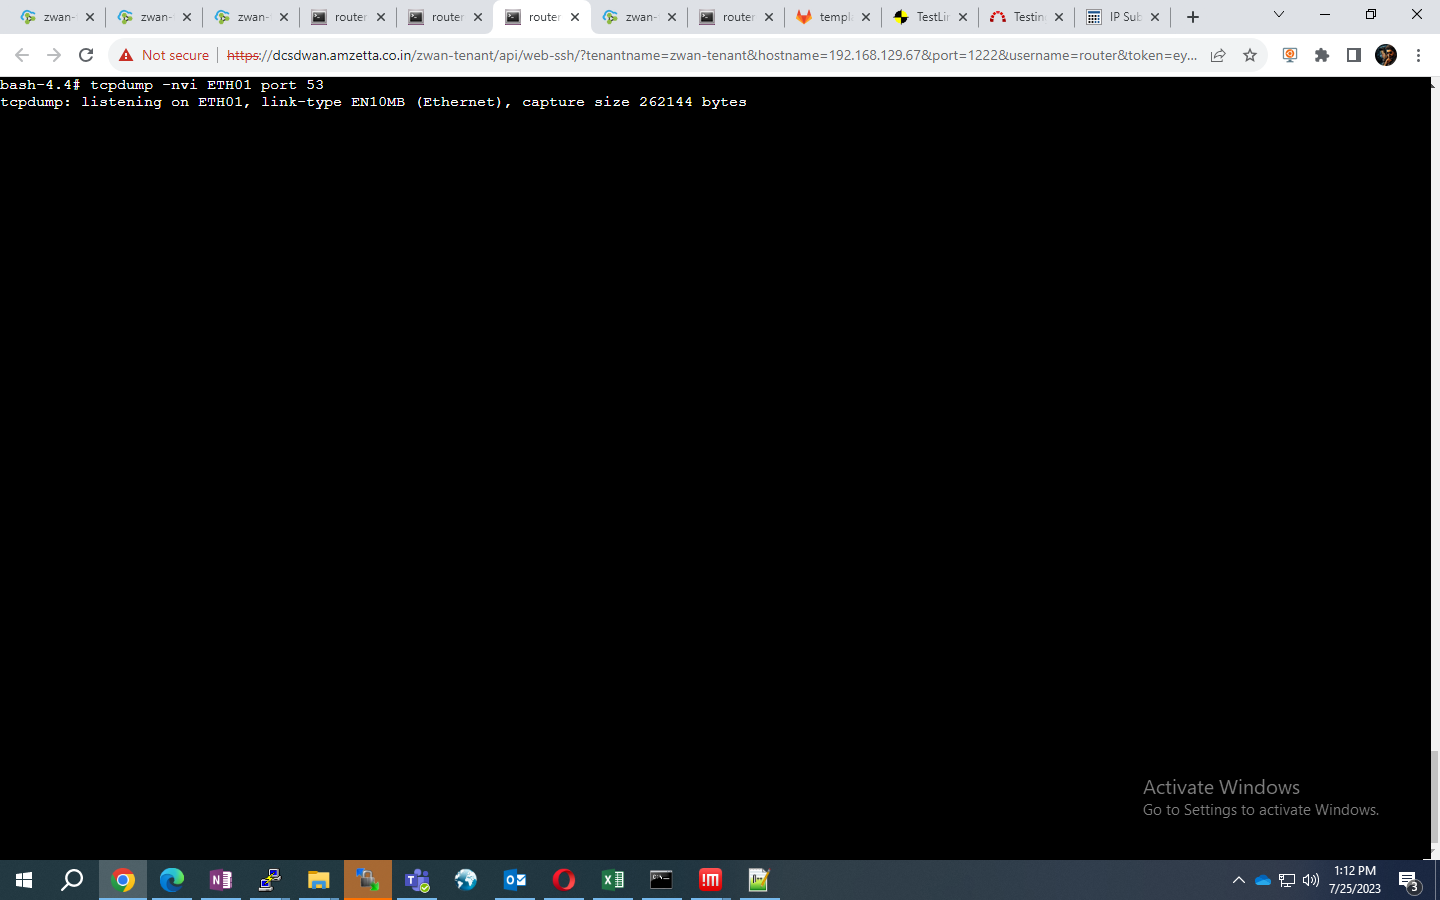 zwan-
zwan-
zwan-
router
router
router
zwan-
router
templ
TestLin
Testin
IP Sub
Not secure
https://dcsdwan.amzetta.co.in/zwan-tenant/api/web-ssh/?tenantname=zwan-tenant&hostname=192.168.129.67&port=1222&username=router&token=ey...
bash-4.4# tcpdump -nvi ETH01 port 53
tcpdump: listening on ETH01, link-type EN10MB (Ethernet), capture size 262144 bytes
Activate Windows
Go to Settings to activate Windows.
1:12 PM
7/25/2023
3